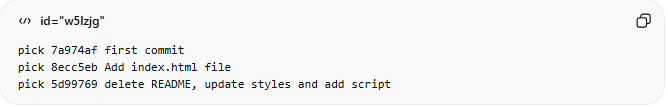 id="w5lzjg"
pick 7a974af first commit
pick 8ecc5eb Add index.html file
pick 5d99769 delete README, update styles and add script